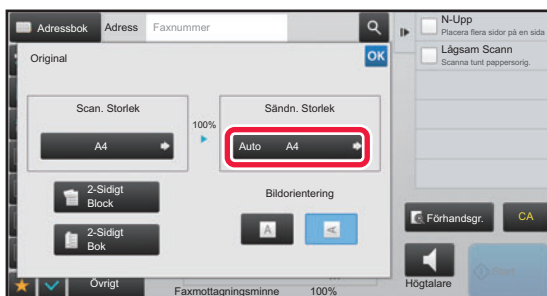 Adressbok
Adress
Faxnummer
N-Upp
Placera flera sidor på en sida
Lågsam Scann
Scanna tunt pappersorig.
Original
OK
Scan. Storlek
A4
100%
Sändn. Storlek
Auto A4
2-Sidigt
Block
2-Sidigt
Bok
Bildorientering
A
A
Förhandsgr.
CA
Högtalare
Start
Övrigt
Faxmottagningsminne 100%